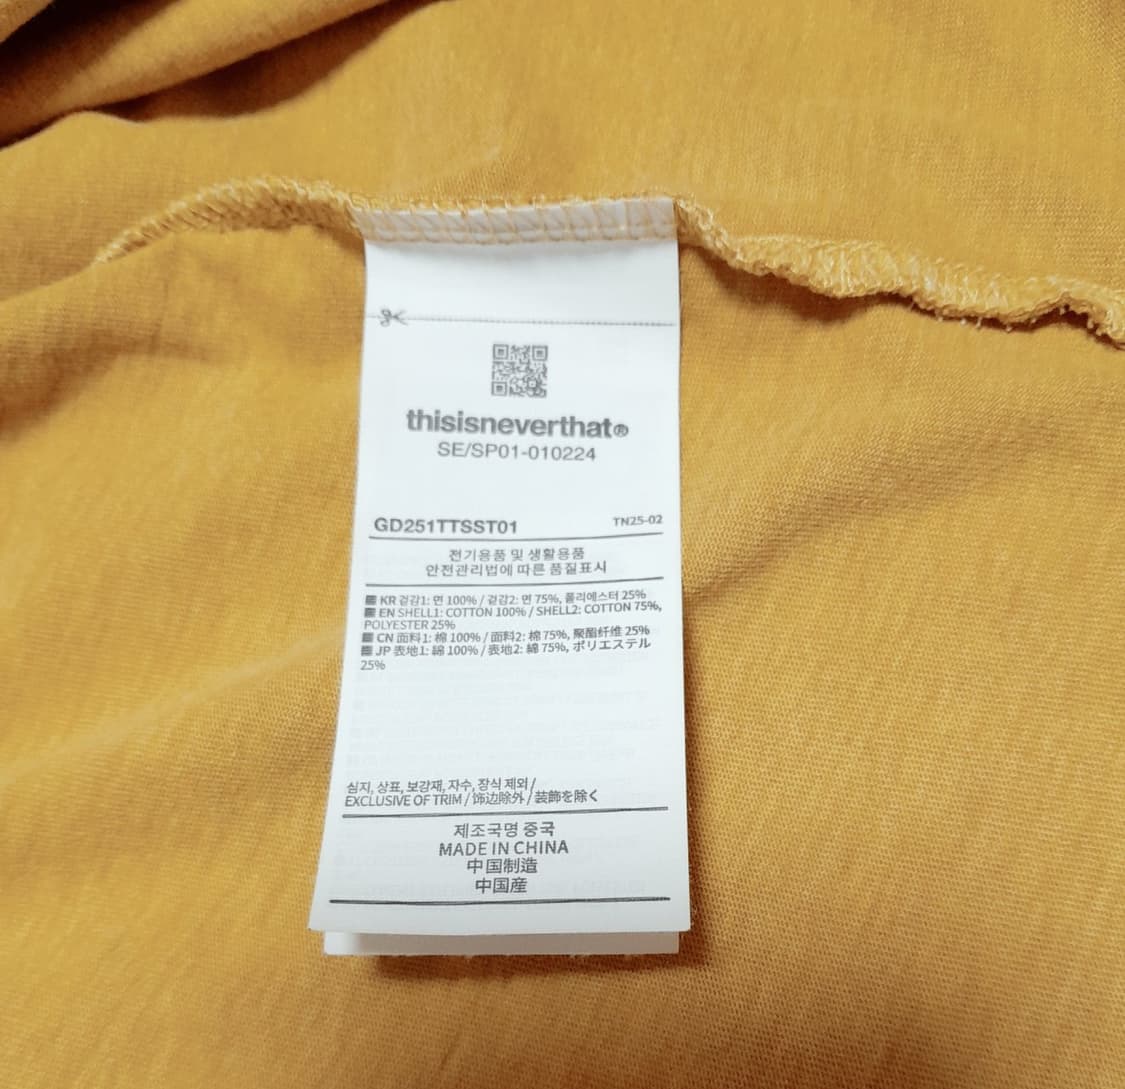 thisisneverthat®
SE/SP01-010224
GD251TTSST01 TN25-02
전기용품 및 생활용품
안전관리법에 따른 품질표시
KR 겉감1: 면 100% / 겉감2: 면 75%, 폴리에스터 25%
EN SHELL1: COTTON 100% / SHELL2: COTTON 75%,
POLYESTER 25%
CN 面料1: 棉 100% / 面料2: 棉 75%, 聚酯纤维 25%
JP 表地1: 綿 100% / 表地2: 綿 75%, ポリエステル
25%
심지, 상표, 보강재, 자수, 장식 제외 /
EXCLUSIVE OF TRIM / 饰边除外 / 装飾を除く
제조국명 중국
MADE IN CHINA
中国制造
中国産